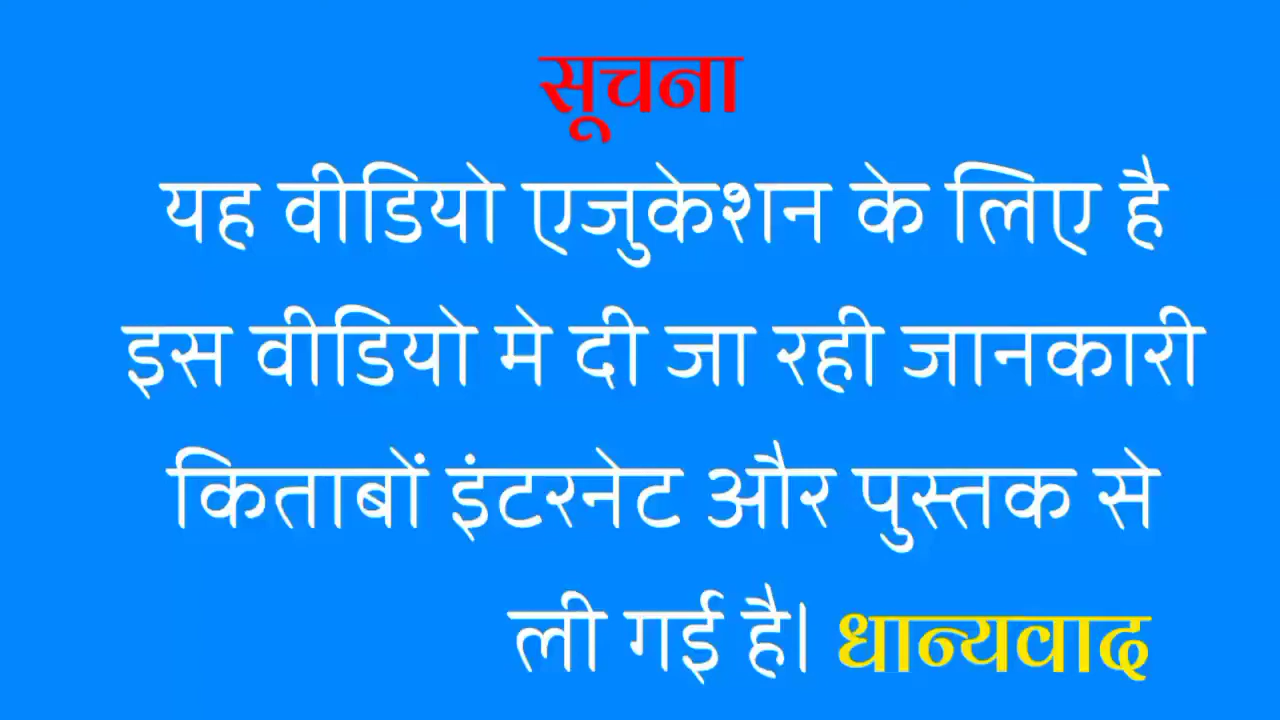 सूचना
यह वीडियो एजुकेशन के लिए है
इस वीडियो मे दी जा रही जानकारी
किताबों इंटरनेट और पुस्तक से
ली गई है। धान्यवाद